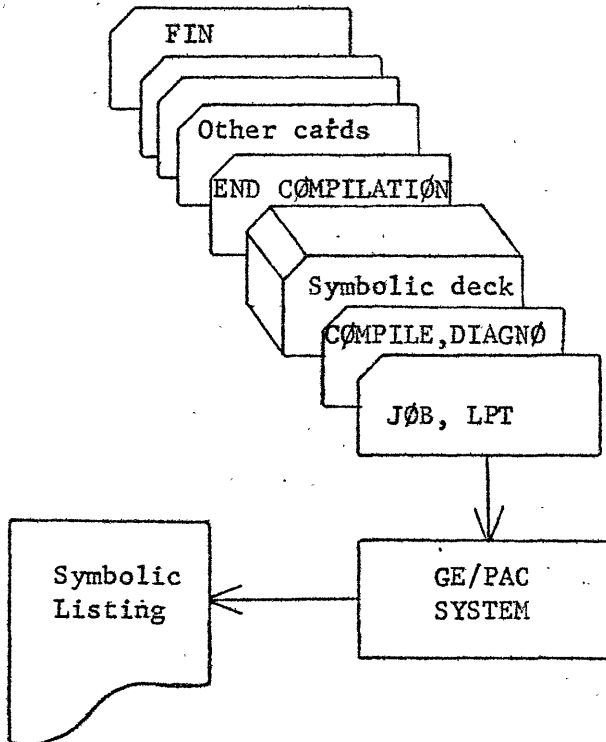 FIN
Other cards
END CØMPILATIØN
Symbolic deck
CØMPILE,DIAGNØ
JØB, LPT
Symbolic
Listing
GE/PAC
SYSTEM